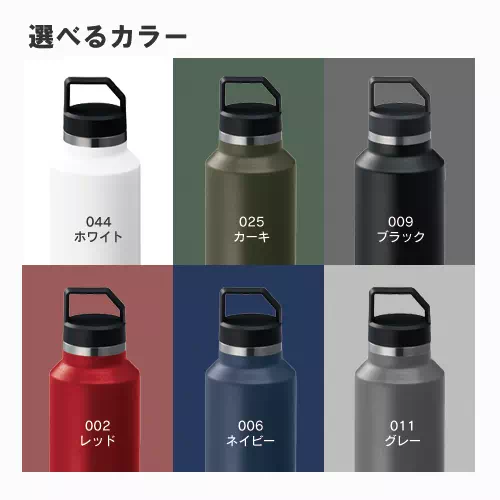 選べるカラー
044
ホワイト
025
カーキ
009
ブラック
002
レッド
006
ネイビー
011
グレー